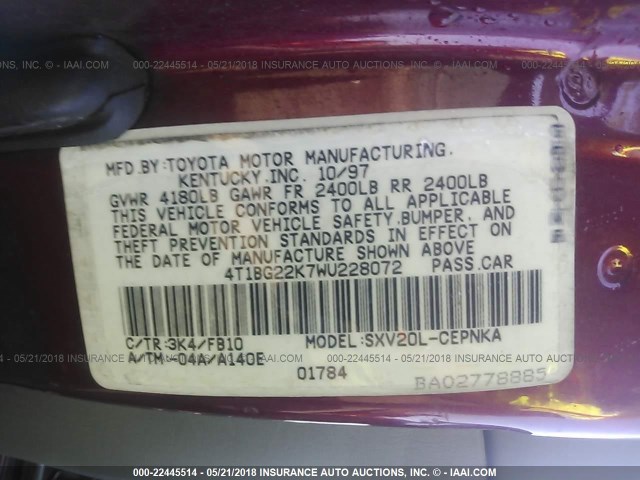 000-22445514 - 05/21/2018 INSURANCE AUTO AUCTIONS, INC. - IAAI.COM
MFD.BY:TOYOTA MOTOR MANUFACTURING,
KENTUCKY,INC. 10/97
GVWR 4180LB GAWR FR 2400LB RR 2400LB
THIS VEHICLE CONFORMS TO ALL APPLICABLE
FEDERAL MOTOR VEHICLE SAFETY,BUMPER, AND
THEFT PREVENTION STANDARDS IN EFFECT ON
THE DATE OF MANUFACTURE SHOWN ABOVE
4T1BG22K7WU228072 PASS.CAR
C/TR:3K4/FB10 MODEL:SXV20L-CEPNKA
A/TM-04A/A140E
01784
BA02778885
000-22445514 - 05/21/2018 INSURANCE AUTO AUCTIONS, INC. - IAAI.COM